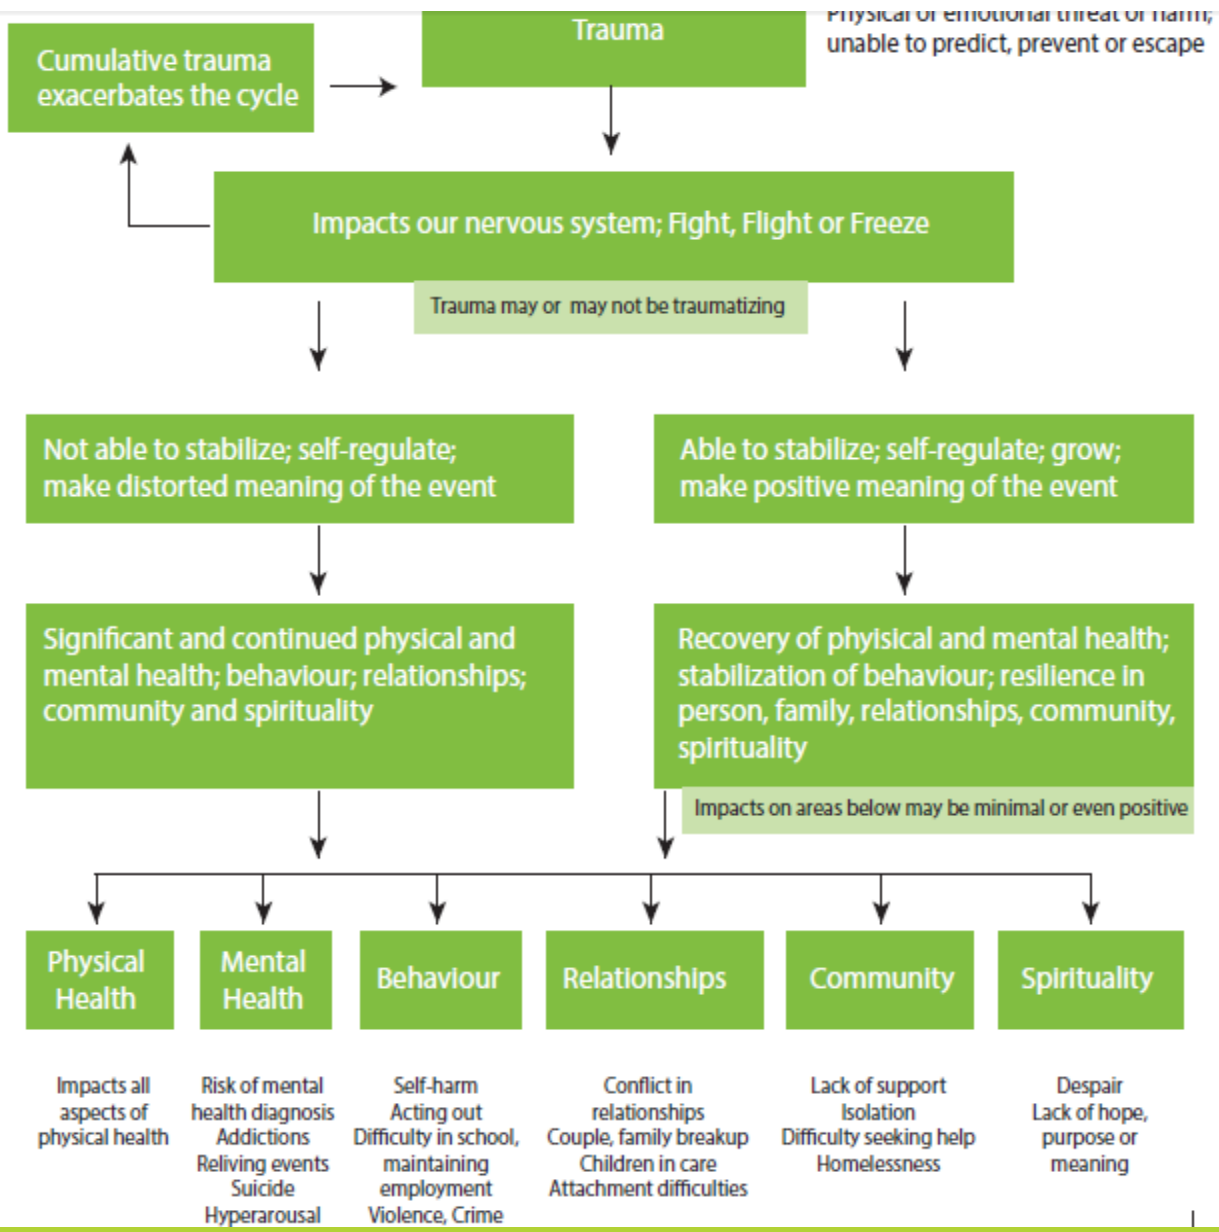 Trauma
Physical or emotional threat or harm;
unable to predict, prevent or escape
Cumulative trauma
exacerbates the cycle
Impacts our nervous system; Fight, Flight or Freeze
Trauma may or may not be traumatizing
Not able to stabilize; self-regulate;
make distorted meaning of the event
Able to stabilize; self-regulate; grow;
make positive meaning of the event
Significant and continued physical and
mental health; behaviour; relationships;
community and spirituality
Recovery of phyisical and mental health;
stabilization of behaviour; resilience in
person, family, relationships, community,
spirituality
Impacts on areas below may be minimal or even positive
Physical
Health
Mental
Health
Behaviour
Relationships
Community
Spirituality
Impacts all
aspects of
physical health
Risk of mental
health diagnosis
Addictions
Reliving events
Suicide
Hyperarousal
Self-harm
Acting out
Difficulty in school,
maintaining
employment
Violence, Crime
Conflict in
relationships
Couple, family breakup
Children in care
Attachment difficulties
Lack of support
Isolation
Difficulty seeking help
Homelessness
Despair
Lack of hope,
purpose or
meaning